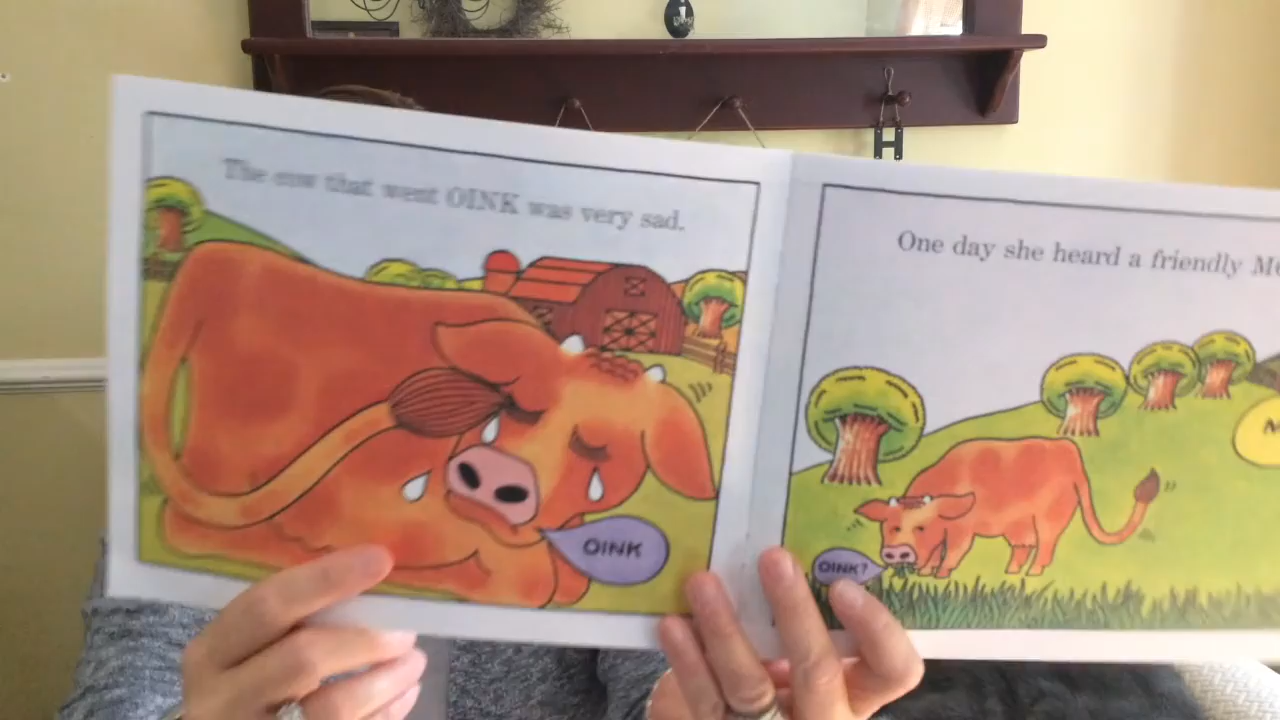 The cow that went OINK was very sad.
OINK
One day she heard a friendly
OINK?